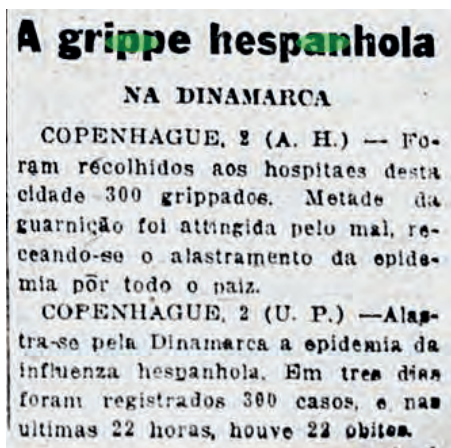 A grippe hespanhola
NA DINAMARCA
COPENHAGUE, 2 (A. H.) — Fo-
ram recolhidos aos hospitaes desta
cidade 300 grippados. Metade da
guarnição foi attingida pelo mal, re-
ceando-se o alastramento da epide-
mia por todo o paiz.
COPENHAGUE, 2 (U. P.) —Alas-
tra-se pela Dinamarca a epidemia da
influenza hespanhola. Em tres dias
foram registrados 300 casos, e nas
ultimas 22 horas, houve 22 obitos.